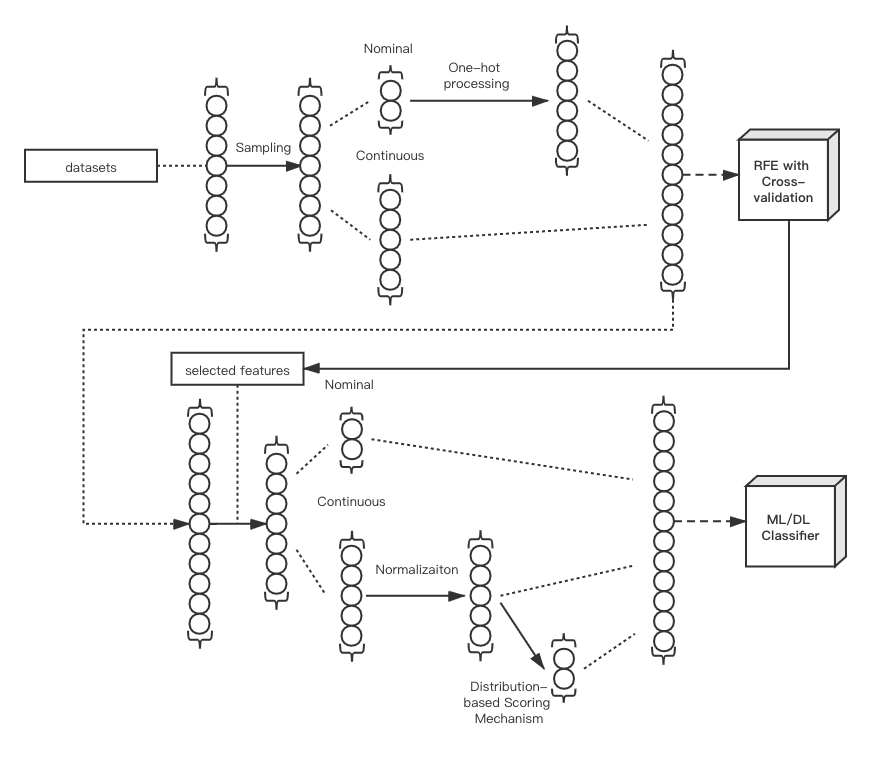 Nominal
One-hot
processing
datasets
Sampling
Continuous
RFE with
Cross-
validation
selected features
Nominal
Continuous
ML/DL
Classifier
Normalizaiton
Distribution-
based Scoring
Mechanism